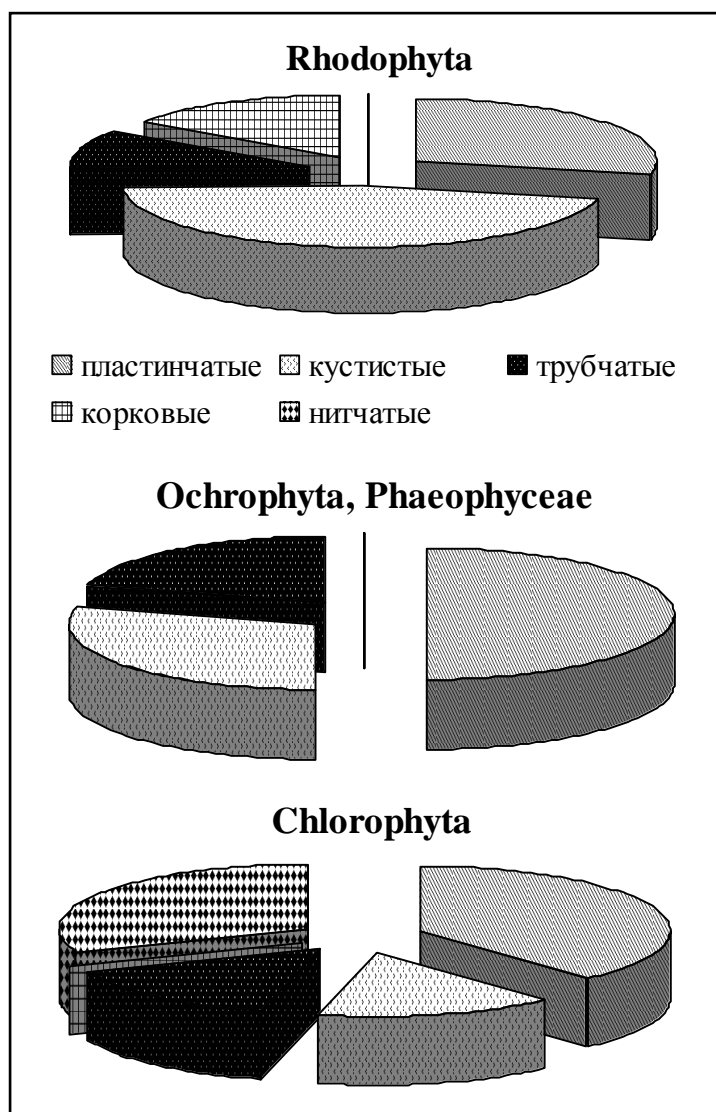 Rhodophyta
пластинчатые кустистые трубчатые
корковые нитчатые
Ochrophyta, Phaeophyceae
Chlorophyta